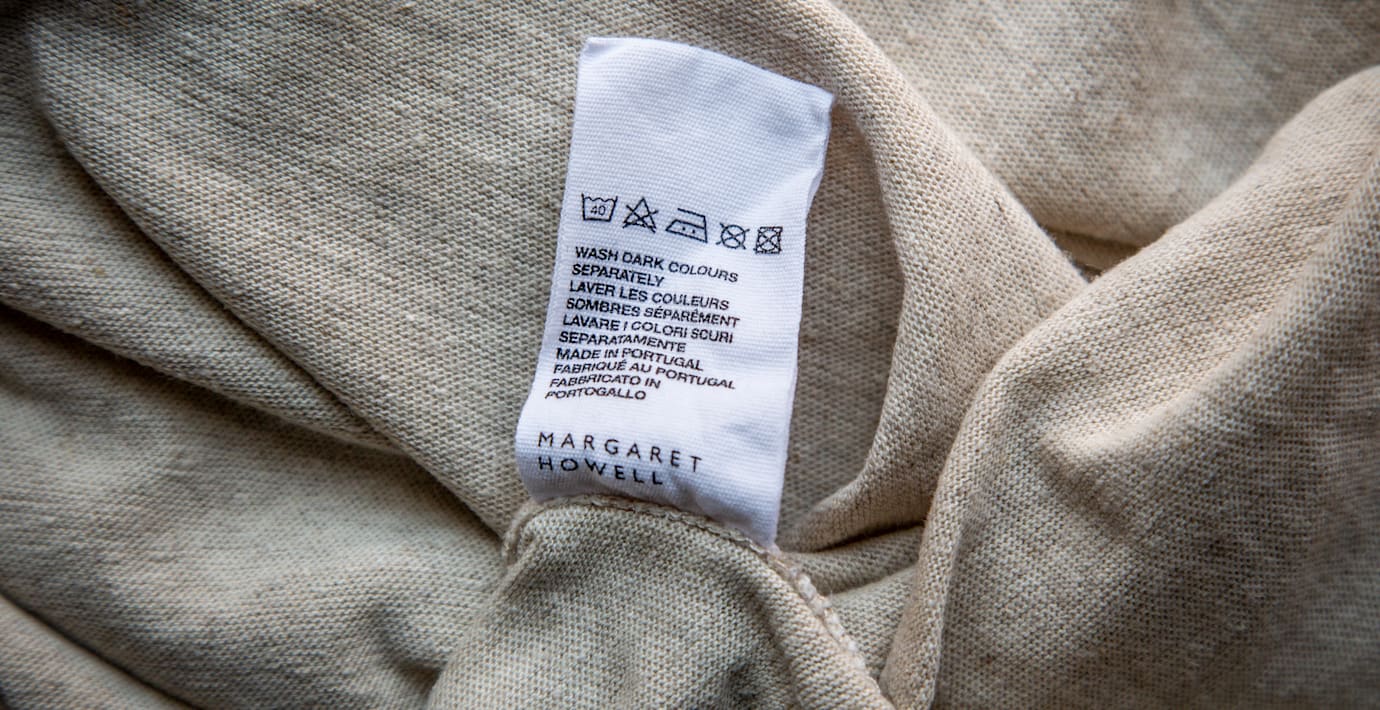 40
WASH DARK COLOURS
SEPARATELY
LAVER LES COULEURS
SOMBRES SÉPARÉMENT
LAVARE I COLORI SCURI
SEPARATAMENTE
MADE IN PORTUGAL
FABRIQUÉ AU PORTUGAL
FABBRICATO IN
PORTOGALLO
MARGARET
HOWELL